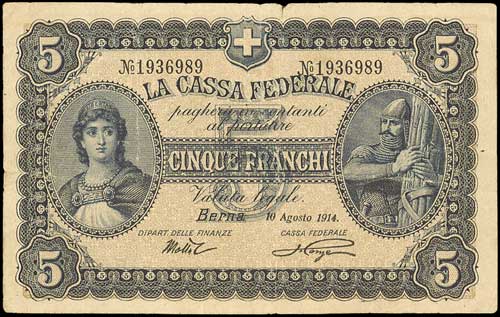 5 5
№1936989 №1936989
LA CASSA FEDERALE
pagherà in contanti
al portatore
CINQUE FRANCHI
Valuta legale.
Berna 10 Agosto 1914.
DIPART. DELLE FINANZE CASSA FEDERALE
5 5